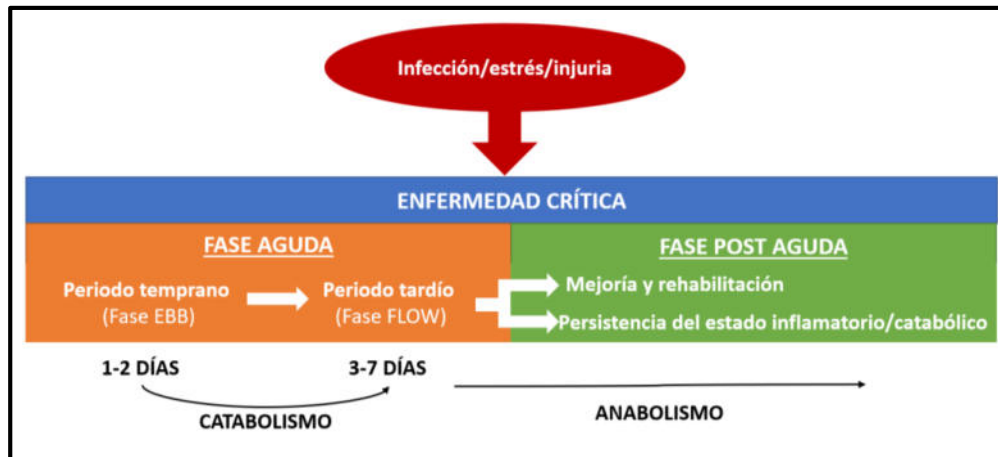 Infección/estrés/injuria
ENFERMEDAD CRÍTICA
FASE AGUDA
Periodo temprano
(Fase EBB)
Periodo tardío
(Fase FLOW)
FASE POST AGUDA
Mejoría y rehabilitación
Persistencia del estado inflamatorio/catabólico
1-2 DÍAS
3-7 DÍAS
CATABOLISMO
ANABOLISMO